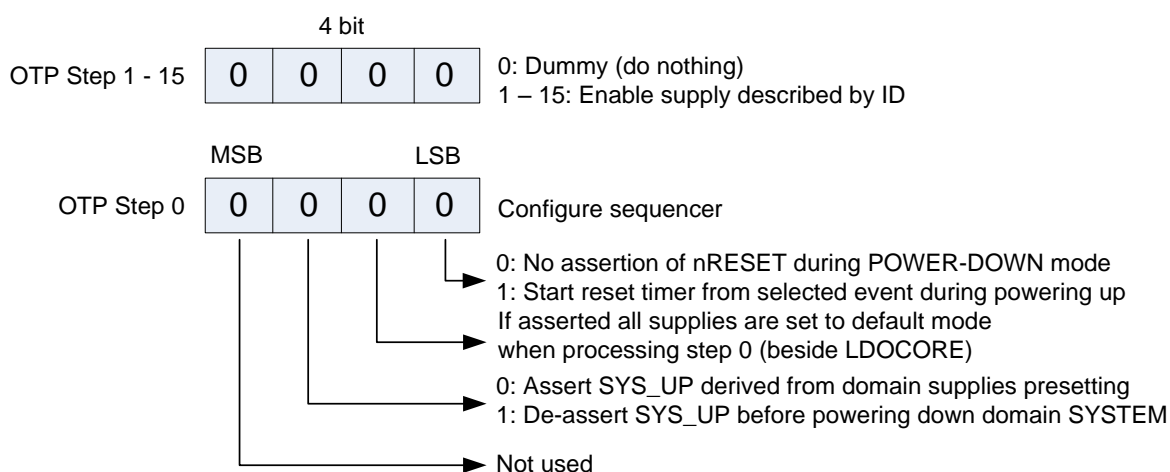 4 bit
OTP Step 1 - 15
0 0 0 0
0: Dummy (do nothing)
1 – 15: Enable supply described by ID
MSB LSB
OTP Step 0
0 0 0 0
Configure sequencer
0: No assertion of nRESET during POWER-DOWN mode
1: Start reset timer from selected event during powering up
If asserted all supplies are set to default mode
when processing step 0 (beside LDOCORE)
0: Assert SYS_UP derived from domain supplies presetting
1: De-assert SYS_UP before powering down domain SYSTEM
Not used